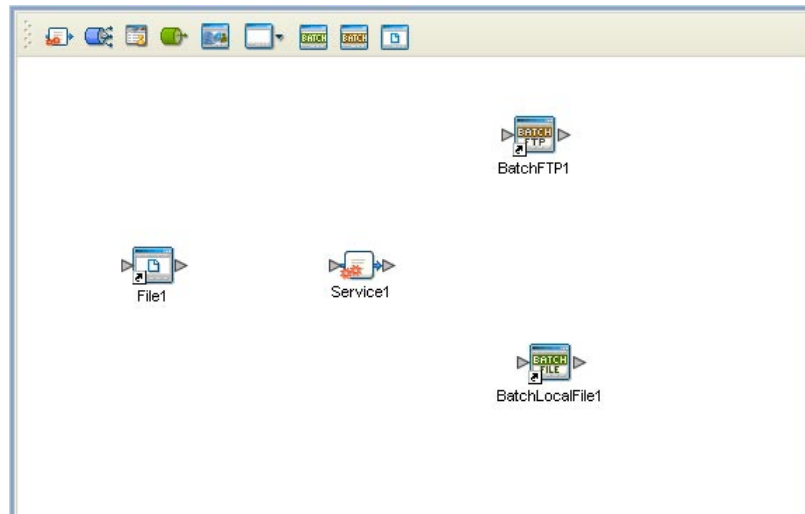 BATCH BATCH
BATCH
FTP
BatchFTP1
File1
Service1
BATCH
FILE
BatchLocalFile1